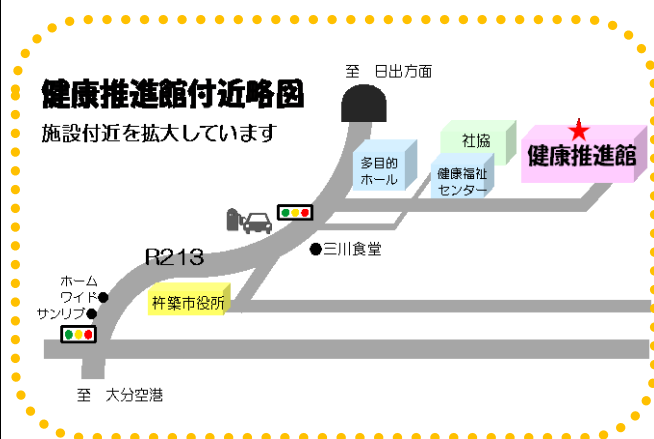 至　日出方面
健康推進館付近略図
施設付近を拡大しています
社協
健康推進館
多目的
ホール
健康福祉
センター
●三川食堂
R213
ホーム
ワイド●
サンリブ●
杵築市役所
至　大分空港